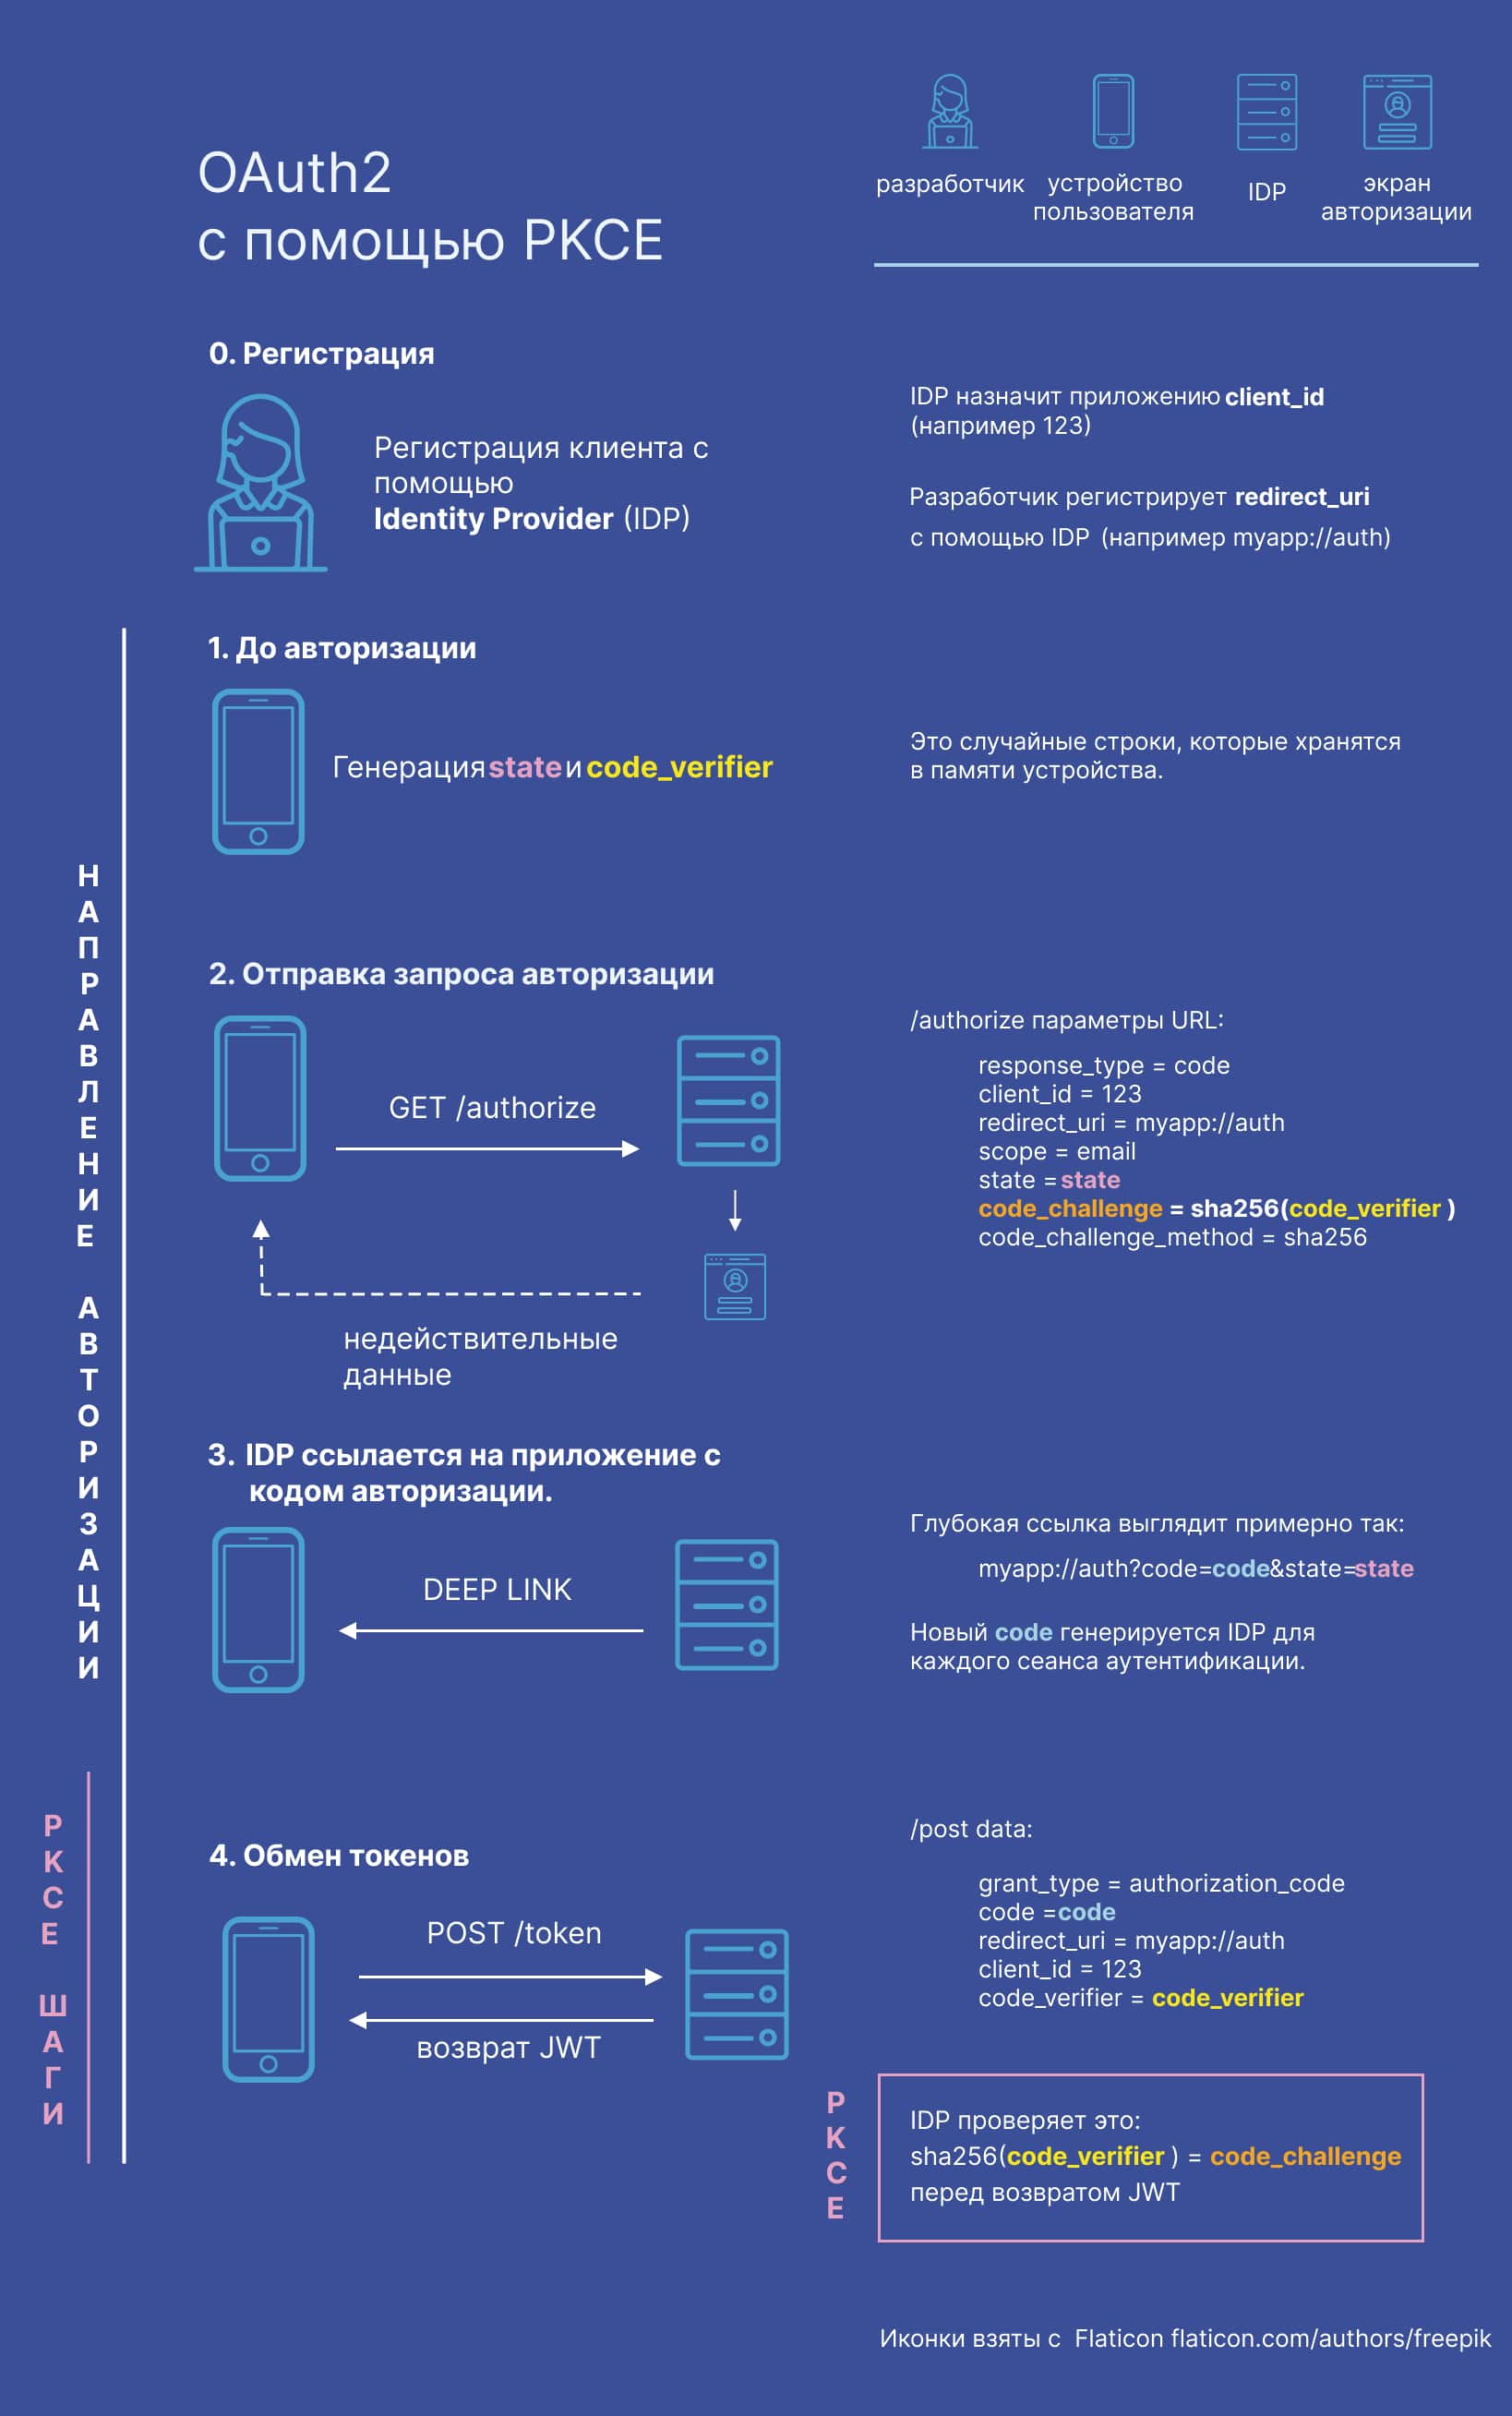 OAuth2
с помощью PKCE
разработчик
устройство
пользователя
IDP
экран
авторизации
0. Регистрация
Регистрация клиента с
помощью
Identity Provider (IDP)
IDP назначит приложению client_id
(например 123)
Разработчик регистрирует redirect_uri
с помощью IDP (например myapp://auth)
НАПРАВЛЕНИЕ АВТОРИЗАЦИИ
1. До авторизации
Генерация state и code_verifier
Это случайные строки, которые хранятся
в памяти устройства.
2. Отправка запроса авторизации
GET /authorize
недействительные
данные
/authorize параметры URL:
response_type = code
client_id = 123
redirect_uri = myapp://auth
scope = email
state = state
code_challenge = sha256(code_verifier )
code_challenge_method = sha256
3. IDP ссылается на приложение с
кодом авторизации.
DEEP LINK
Глубокая ссылка выглядит примерно так:
myapp://auth?code=code&state=state
Новый code генерируется IDP для
каждого сеанса аутентификации.
PKCE ШАГИ
4. Обмен токенов
POST /token
возврат JWT
/post data:
grant_type = authorization_code
code =code
redirect_uri = myapp://auth
client_id = 123
code_verifier = code_verifier
PKCE
IDP проверяет это:
sha256(code_verifier ) = code_challenge
перед возвратом JWT
Иконки взяты с Flaticon flaticon.com/authors/freepik